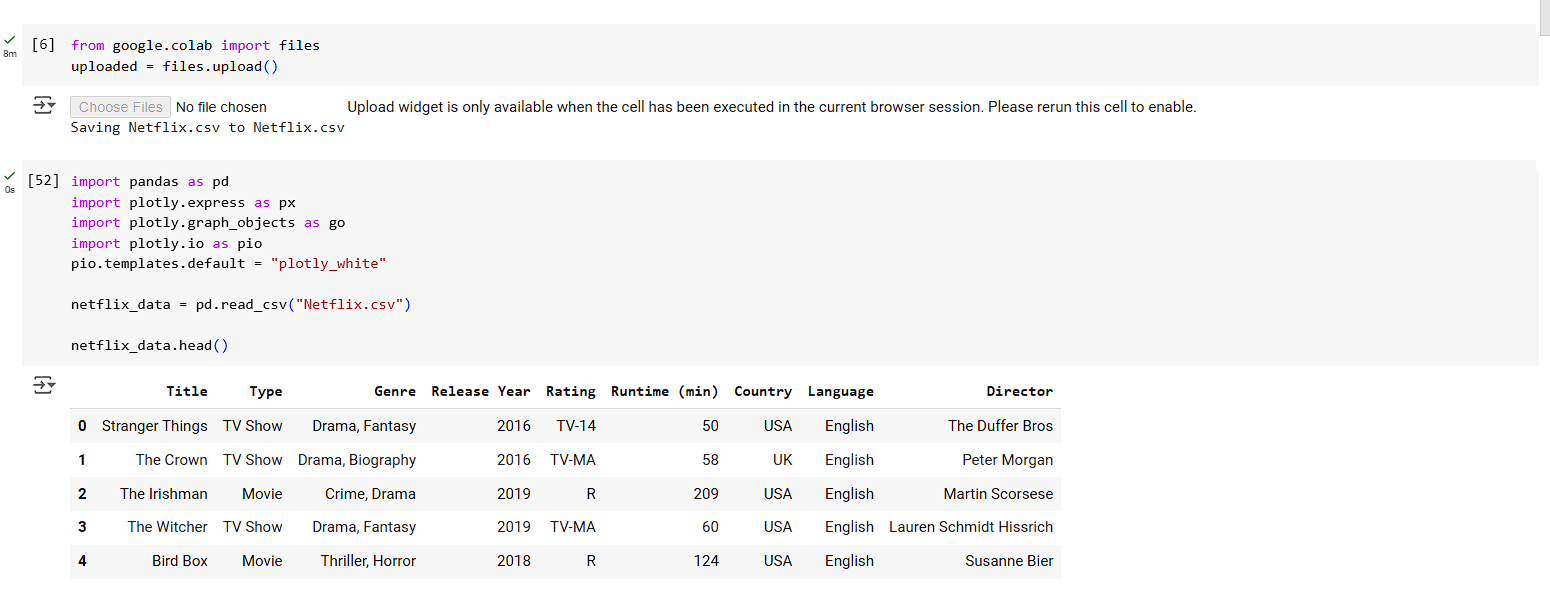 [6] from google.colab import files
8m
uploaded = files.upload()
Choose Files No file chosen Upload widget is only available when the cell has been executed in the current browser session. Please rerun this cell to enable.
Saving Netflix.csv to Netflix.csv
[52] import pandas as pd
0s
import plotly.express as px
import plotly.graph_objects as go
import plotly.io as pio
pio.templates.default = "plotly_white"
netflix_data = pd.read_csv("Netflix.csv")
netflix_data.head()
Title Type Genre Release Year Rating Runtime (min) Country Language Director
0 Stranger Things TV Show Drama, Fantasy 2016 TV-14 50 USA English The Duffer Bros
1 The Crown TV Show Drama, Biography 2016 TV-MA 58 UK English Peter Morgan
2 The Irishman Movie Crime, Drama 2019 R 209 USA English Martin Scorsese
3 The Witcher TV Show Drama, Fantasy 2019 TV-MA 60 USA English Lauren Schmidt Hissrich
4 Bird Box Movie Thriller, Horror 2018 R 124 USA English Susanne Bier